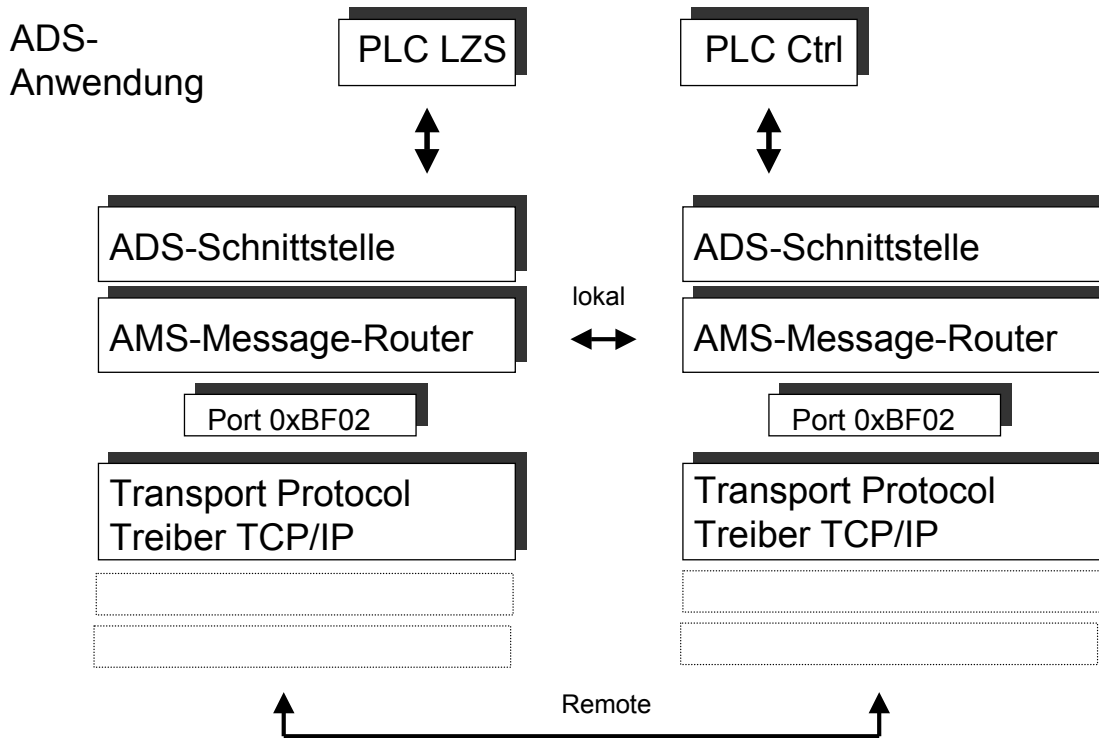 ADS-
Anwendung
PLC LZS
PLC Ctrl
ADS-Schnittstelle
ADS-Schnittstelle
lokal
AMS-Message-Router
AMS-Message-Router
Port 0xBF02
Port 0xBF02
Transport Protocol
Treiber TCP/IP
Transport Protocol
Treiber TCP/IP
Remote